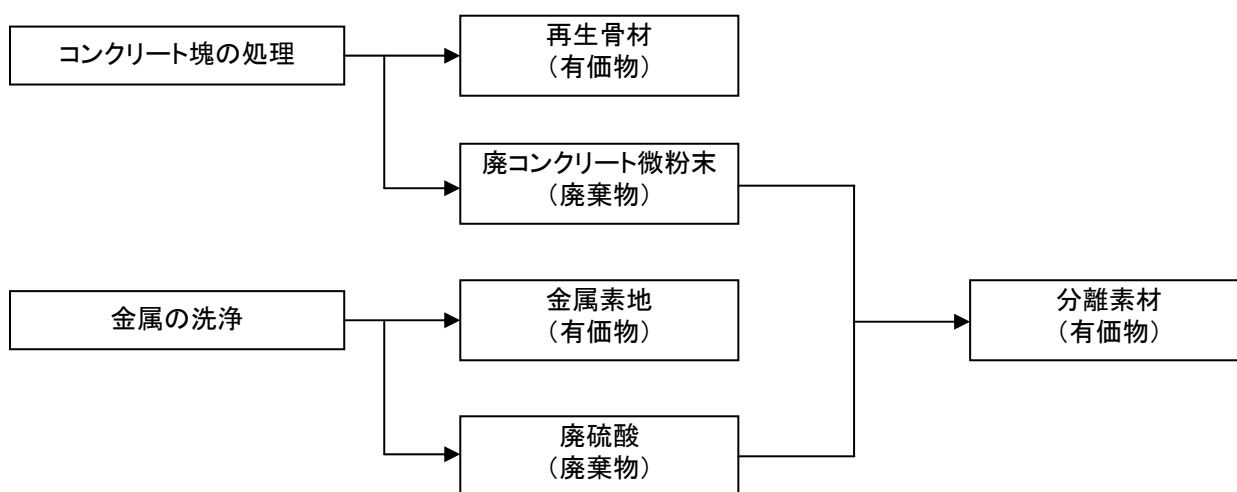 コンクリート塊の処理
再生骨材
（有価物）
廃コンクリート微粉末
（廃棄物）
金属の洗浄
金属素地
（有価物）
分離素材
（有価物）
廃硫酸
（廃棄物）